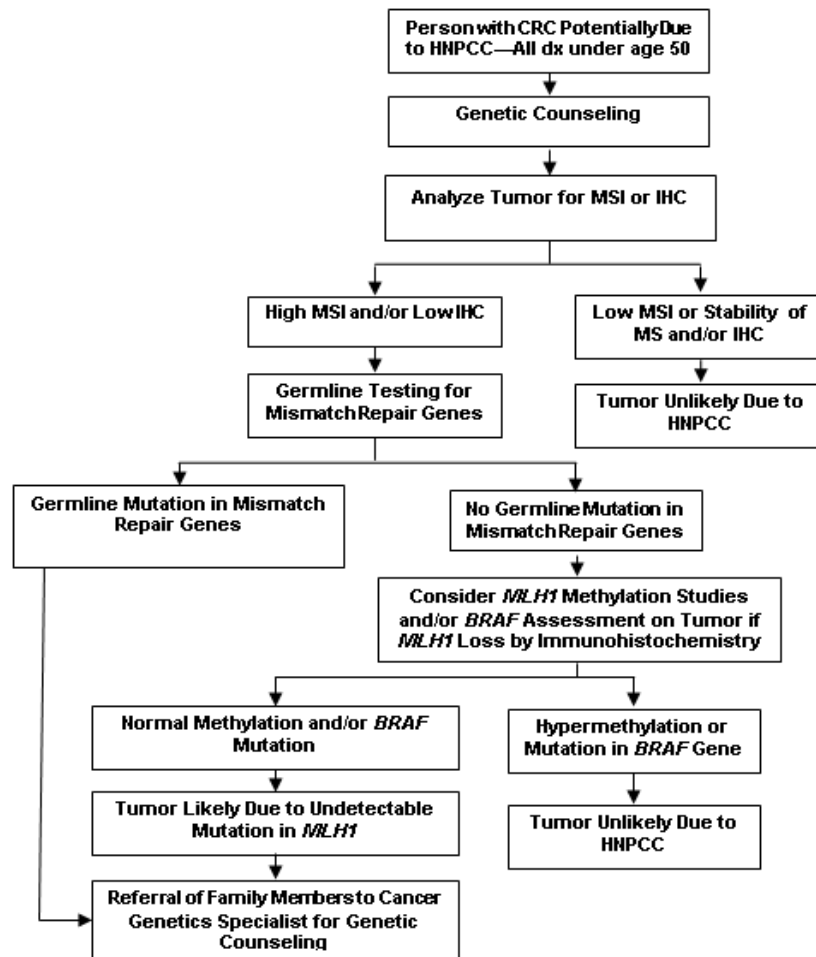 Person with CRC Potentially Due
to HNPCC—All dx under age 50
Genetic Counseling
Analyze Tumor for MSI or IHC
High MSI and/or Low IHC
Low MSI or Stability of
MS and/or IHC
Germline Testing for
Mismatch Repair Genes
Tumor Unlikely Due to
HNPCC
Germline Mutation in Mismatch
Repair Genes
No Germline Mutation in
Mismatch Repair Genes
Consider MLH1 Methylation Studies
and/or BRAF Assessment on Tumor if
MLH1 Loss by Immunohistochemistry
Normal Methylation and/or BRAF
Mutation
Hypermethylation or
Mutation in BRAF Gene
Tumor Likely Due to Undetectable
Mutation in MLH1
Tumor Unlikely Due to
HNPCC
Referral of Family Members to Cancer
Genetics Specialist for Genetic
Counseling